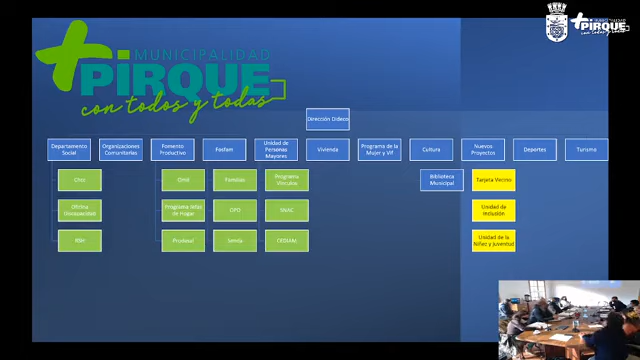 MUNICIPALIDAD
PIRQUE
con todos y todas
PIRQUE
con todos y todas
Dirección Dideco
Departamento
Social
Organizaciones
Comunitarias
Fomento
Productivo
Fosfam
Unidad de
Personas
Mayores
Vivienda
Programa de la
Mujer y Vif
Cultura
Nuevos
Proyectos
Deportes
Turismo
Omil
Familias
Programa
Vínculos
Biblioteca
Municipal
Tarjeta Vecino
Oficina
Discapacidad
Programa Jefas
de Hogar
OPD
SNAC
Unidad de
Inclusión
RSH
Prodesal
Senda
CEDIAM
Unidad de la
Niñez y Juventud